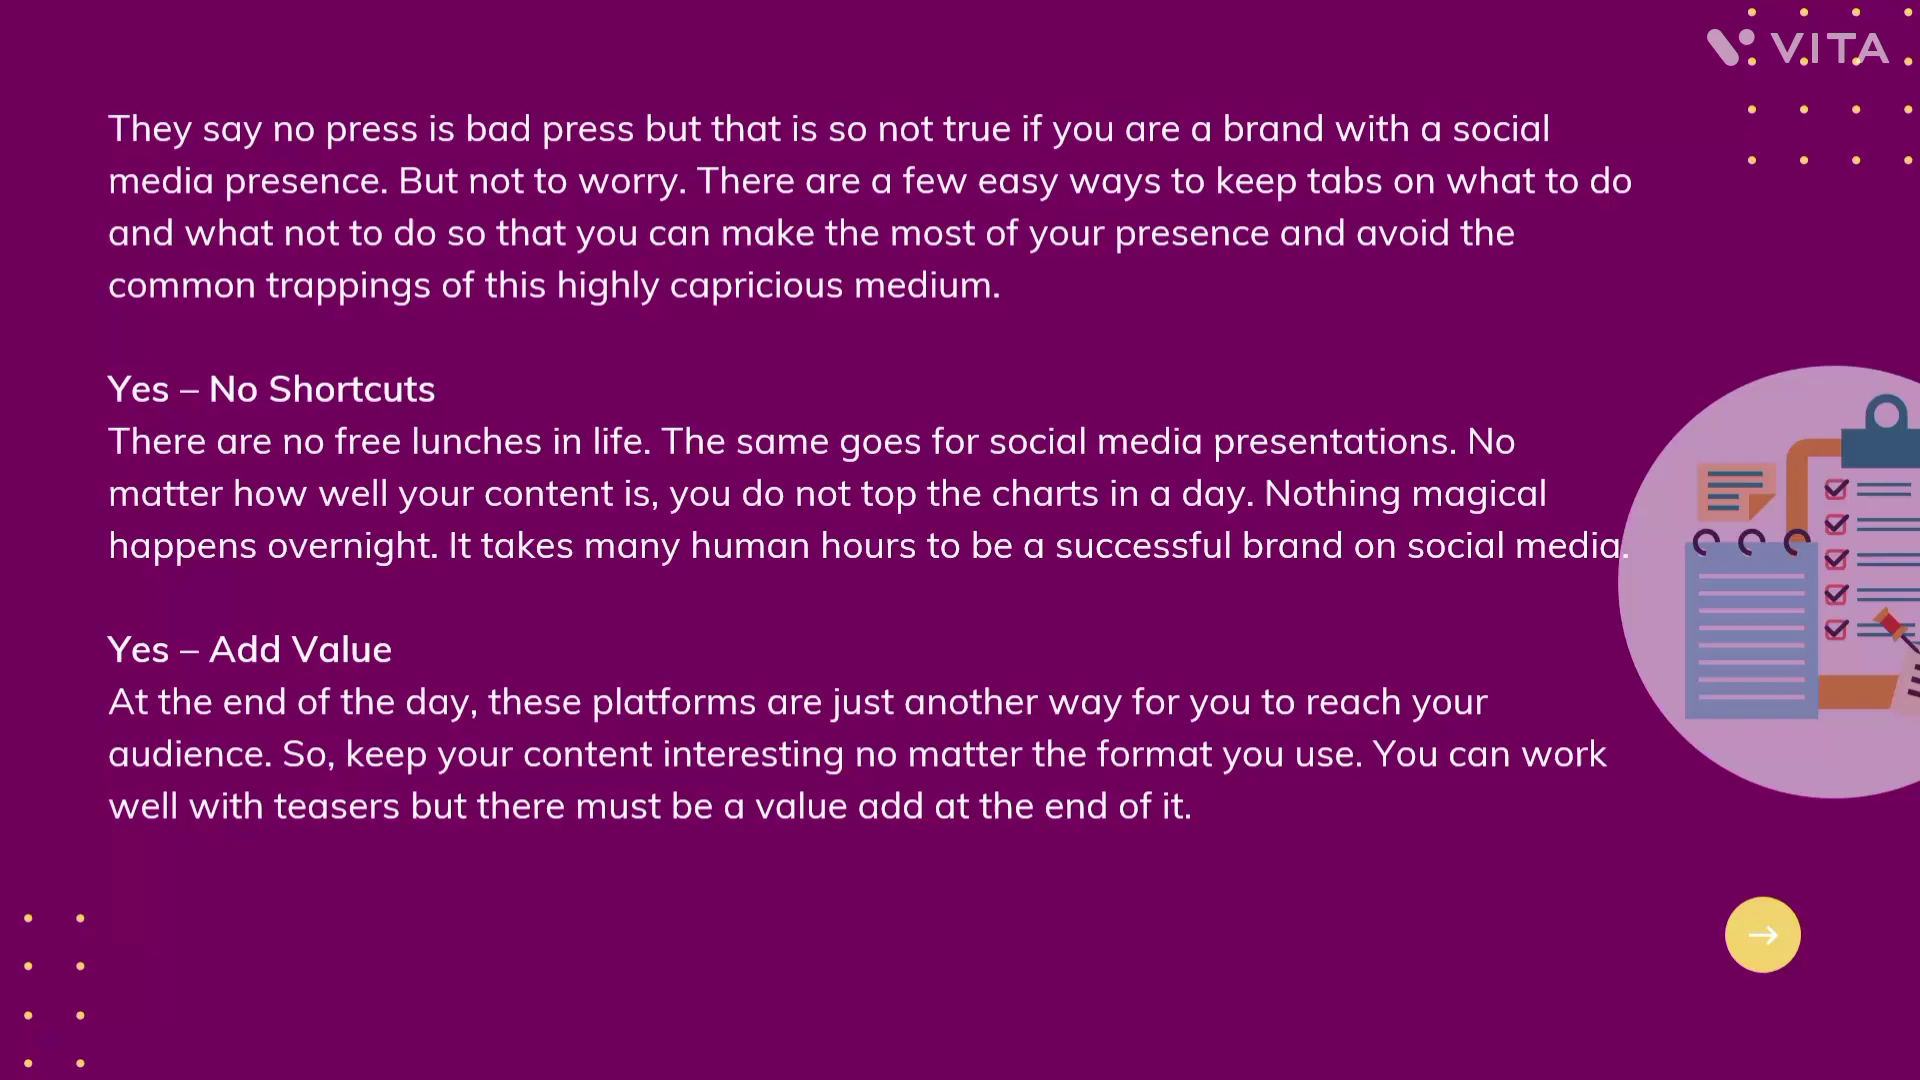 VITA
They say no press is bad press but that is so not true if you are a brand with a social
media presence. But not to worry. There are a few easy ways to keep tabs on what to do
and what not to do so that you can make the most of your presence and avoid the
common trappings of this highly capricious medium.
Yes – No Shortcuts
There are no free lunches in life. The same goes for social media presentations. No
matter how well your content is, you do not top the charts in a day. Nothing magical
happens overnight. It takes many human hours to be a successful brand on social media.
Yes – Add Value
At the end of the day, these platforms are just another way for you to reach your
audience. So, keep your content interesting no matter the format you use. You can work
well with teasers but there must be a value add at the end of it.